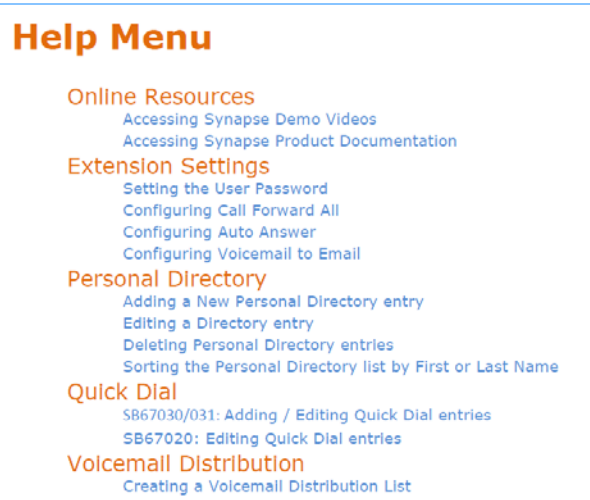 Help Menu
Online Resources
Accessing Synapse Demo Videos
Accessing Synapse Product Documentation
Extension Settings
Setting the User Password
Configuring Call Forward All
Configuring Auto Answer
Configuring Voicemail to Email
Personal Directory
Adding a New Personal Directory entry
Editing a Directory entry
Deleting Personal Directory entries
Sorting the Personal Directory list by First or Last Name
Quick Dial
SB67030/031: Adding / Editing Quick Dial entries
SB67020: Editing Quick Dial entries
Voicemail Distribution
Creating a Voicemail Distribution List